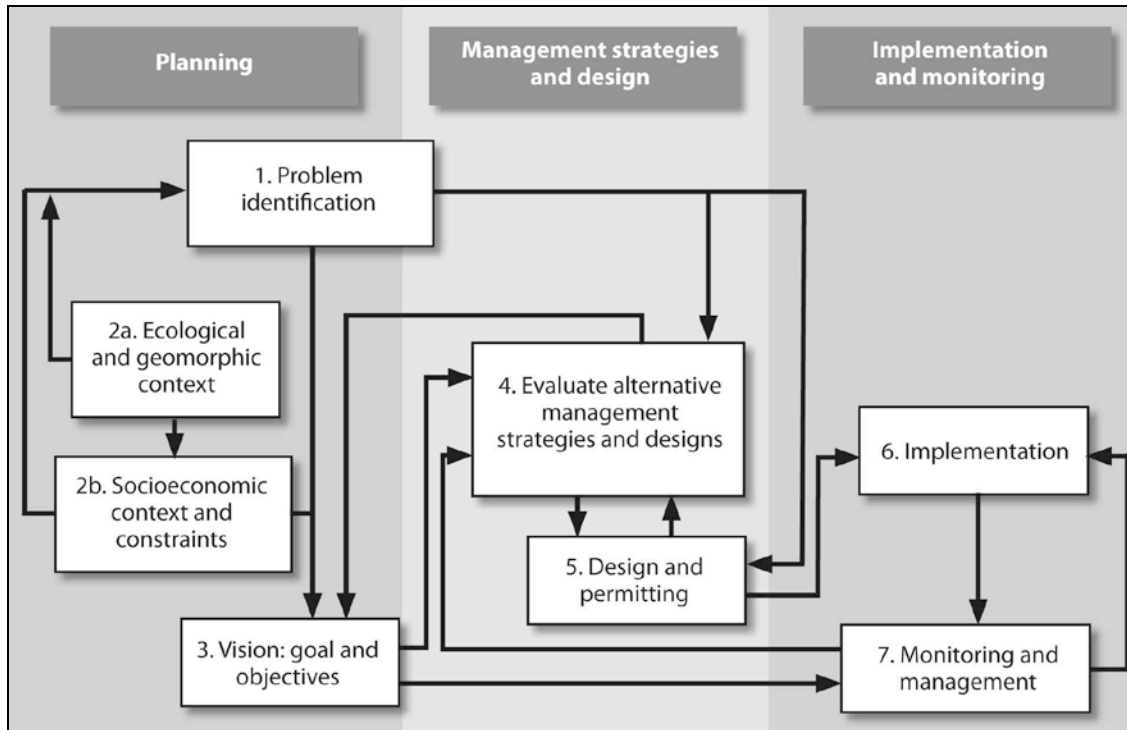 Planning
Management strategies
and design
Implementation
and monitoring
1. Problem
identification
2a. Ecological
and geomorphic
context
2b. Socioeconomic
context and
constraints
3. Vision: goal and
objectives
4. Evaluate alternative
management
strategies and designs
5. Design and
permitting
6. Implementation
7. Monitoring and
management